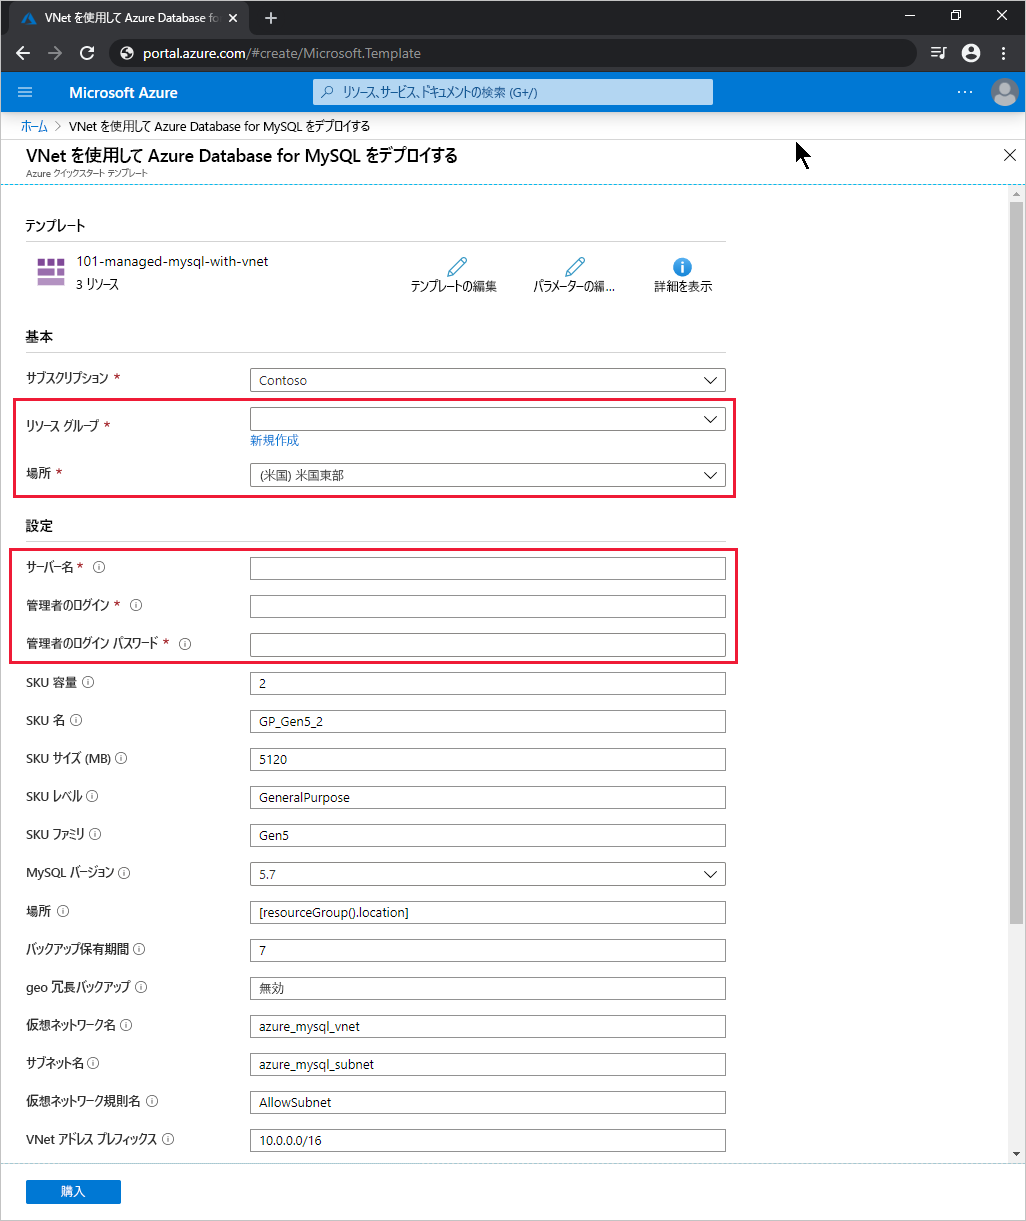 VNet を使用して Azure Database fo
portal.azure.com/#create/Microsoft.Template
Microsoft Azure
リソース、サービス、ドキュメントの検索 (G+/)
ホーム > VNet を使用して Azure Database for MySQL をデプロイする
VNet を使用して Azure Database for MySQL をデプロイする
Azure クイックスタート テンプレート
テンプレート
101-managed-mysql-with-vnet
3 リソース
テンプレートの編集
パラメーターの編...
詳細を表示
基本
サブスクリプション *
Contoso
リソース グループ *
新規作成
場所 *
(米国) 米国東部
設定
サーバー名 *
管理者のログイン *
管理者のログイン パスワード *
SKU 容量
2
SKU 名
GP_Gen5_2
SKU サイズ (MB)
5120
SKU レベル
GeneralPurpose
SKU ファミリ
Gen5
MySQL バージョン
5.7
場所
[resourceGroup().location]
バックアップ保有期間
7
geo 冗長バックアップ
無効
仮想ネットワーク名
azure_mysql_vnet
サブネット名
azure_mysql_subnet
仮想ネットワーク規則名
AllowSubnet
VNet アドレス プレフィックス
10.0.0.0/16
購入